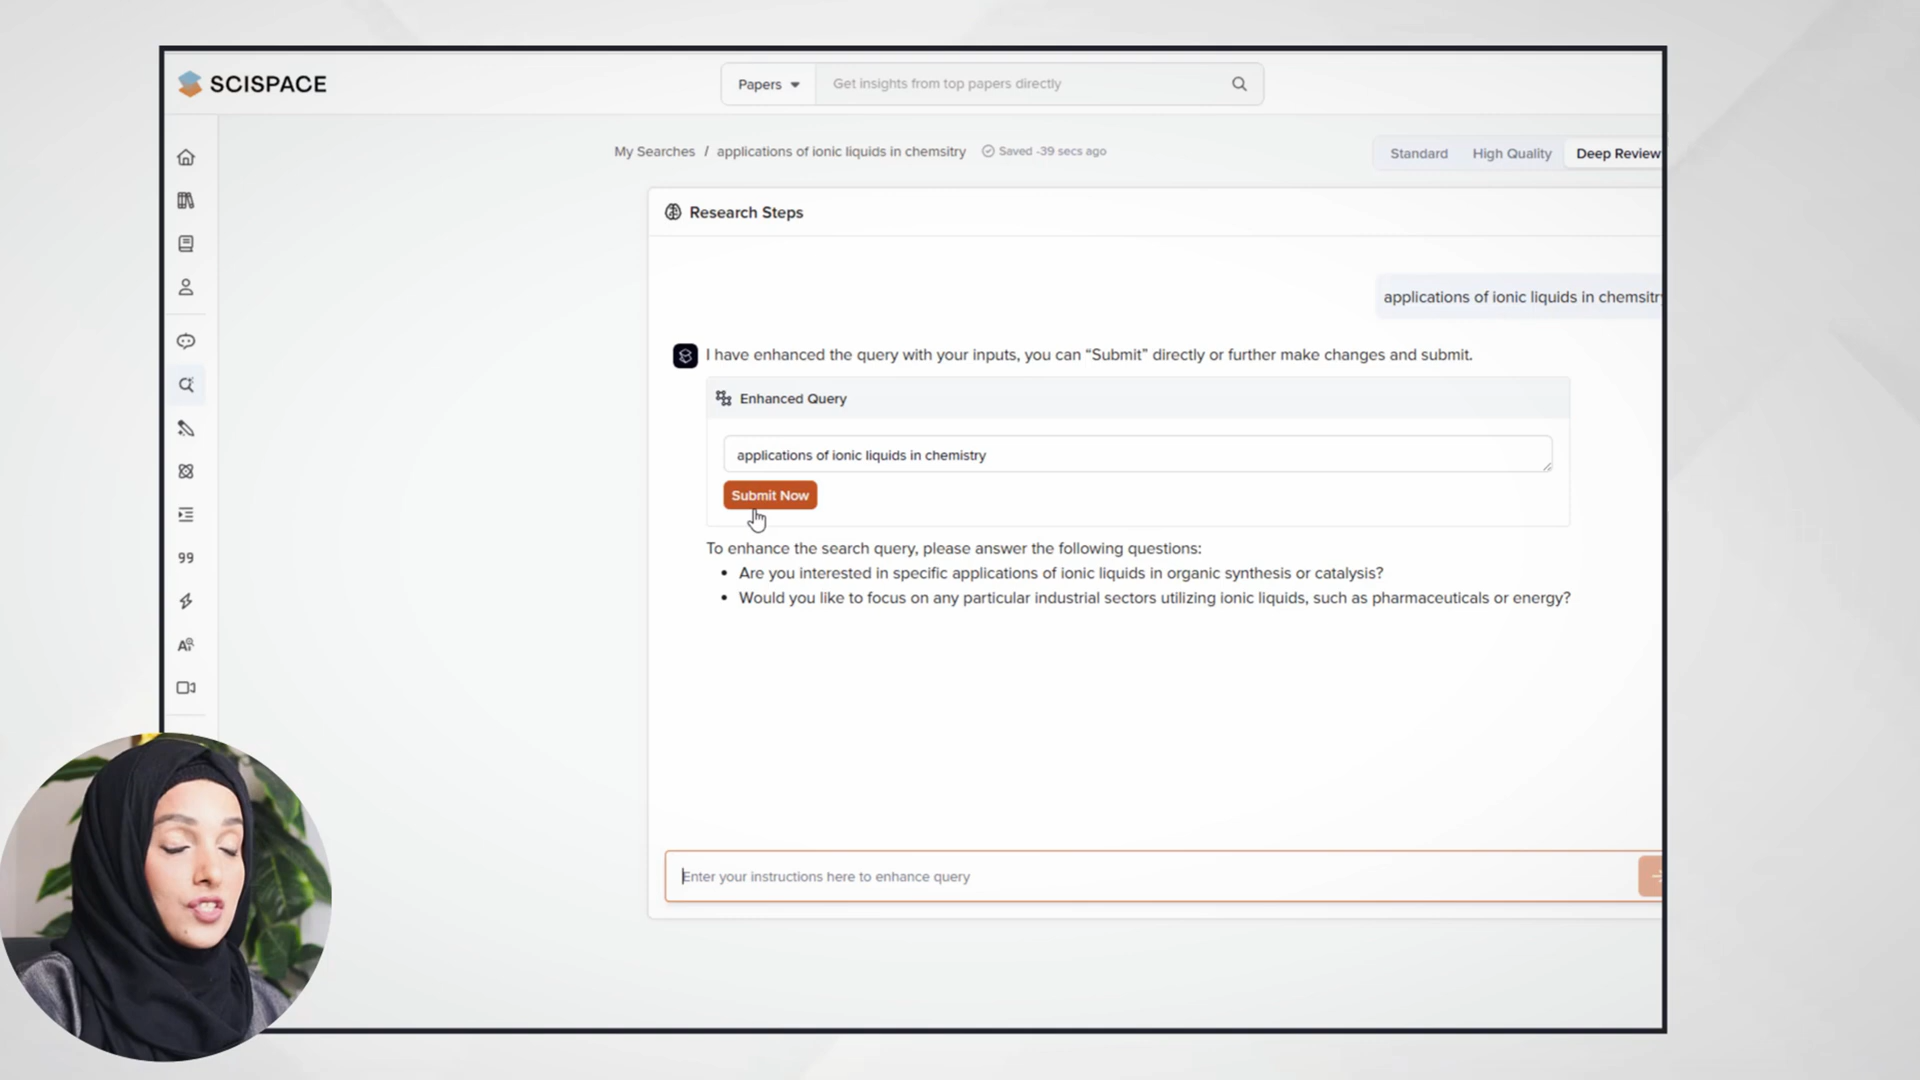 SCISPACE
Papers
Get insights from top papers directly
My Searches / applications of ionic liquids in chemsitry
Saved -39 secs ago
Standard
High Quality
Deep Review
Research Steps
applications of ionic liquids in chemsitr
I have enhanced the query with your inputs, you can “Submit” directly or further make changes and submit.
Enhanced Query
applications of ionic liquids in chemistry
Submit Now
To enhance the search query, please answer the following questions:
• Are you interested in specific applications of ionic liquids in organic synthesis or catalysis?
• Would you like to focus on any particular industrial sectors utilizing ionic liquids, such as pharmaceuticals or energy?
Enter your instructions here to enhance query